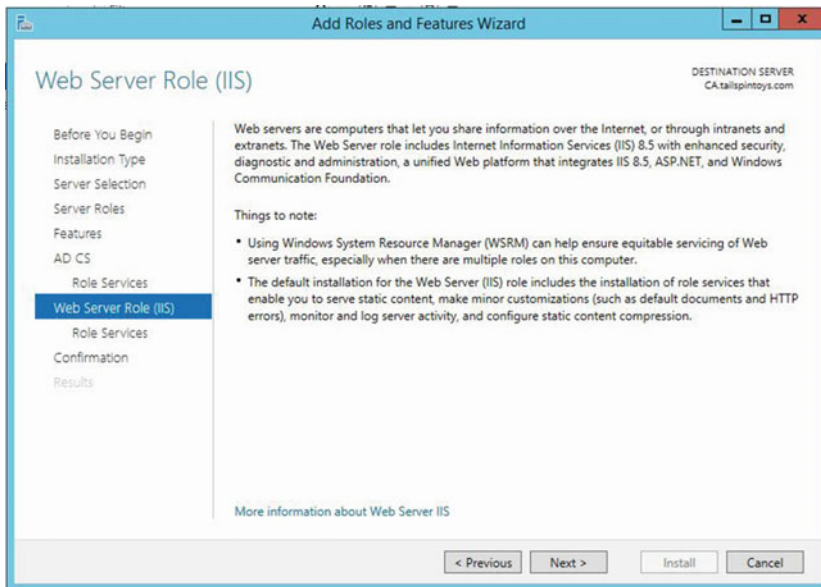 Add Roles and Features Wizard
Web Server Role (IIS)
DESTINATION SERVER
CA.tailspintoys.com
Before You Begin
Installation Type
Server Selection
Server Roles
Features
AD CS
Role Services
Web Server Role (IIS)
Role Services
Confirmation
Results
Web servers are computers that let you share information over the Internet, or through intranets and
extranets. The Web Server role includes Internet Information Services (IIS) 8.5 with enhanced security,
diagnostic and administration, a unified Web platform that integrates IIS 8.5, ASP.NET, and Windows
Communication Foundation.
Things to note:
• Using Windows System Resource Manager (WSRM) can help ensure equitable servicing of Web
server traffic, especially when there are multiple roles on this computer.
• The default installation for the Web Server (IIS) role includes the installation of role services that
enable you to serve static content, make minor customizations (such as default documents and HTTP
errors), monitor and log server activity, and configure static content compression.
More information about Web Server IIS
< Previous
Next >
Install
Cancel